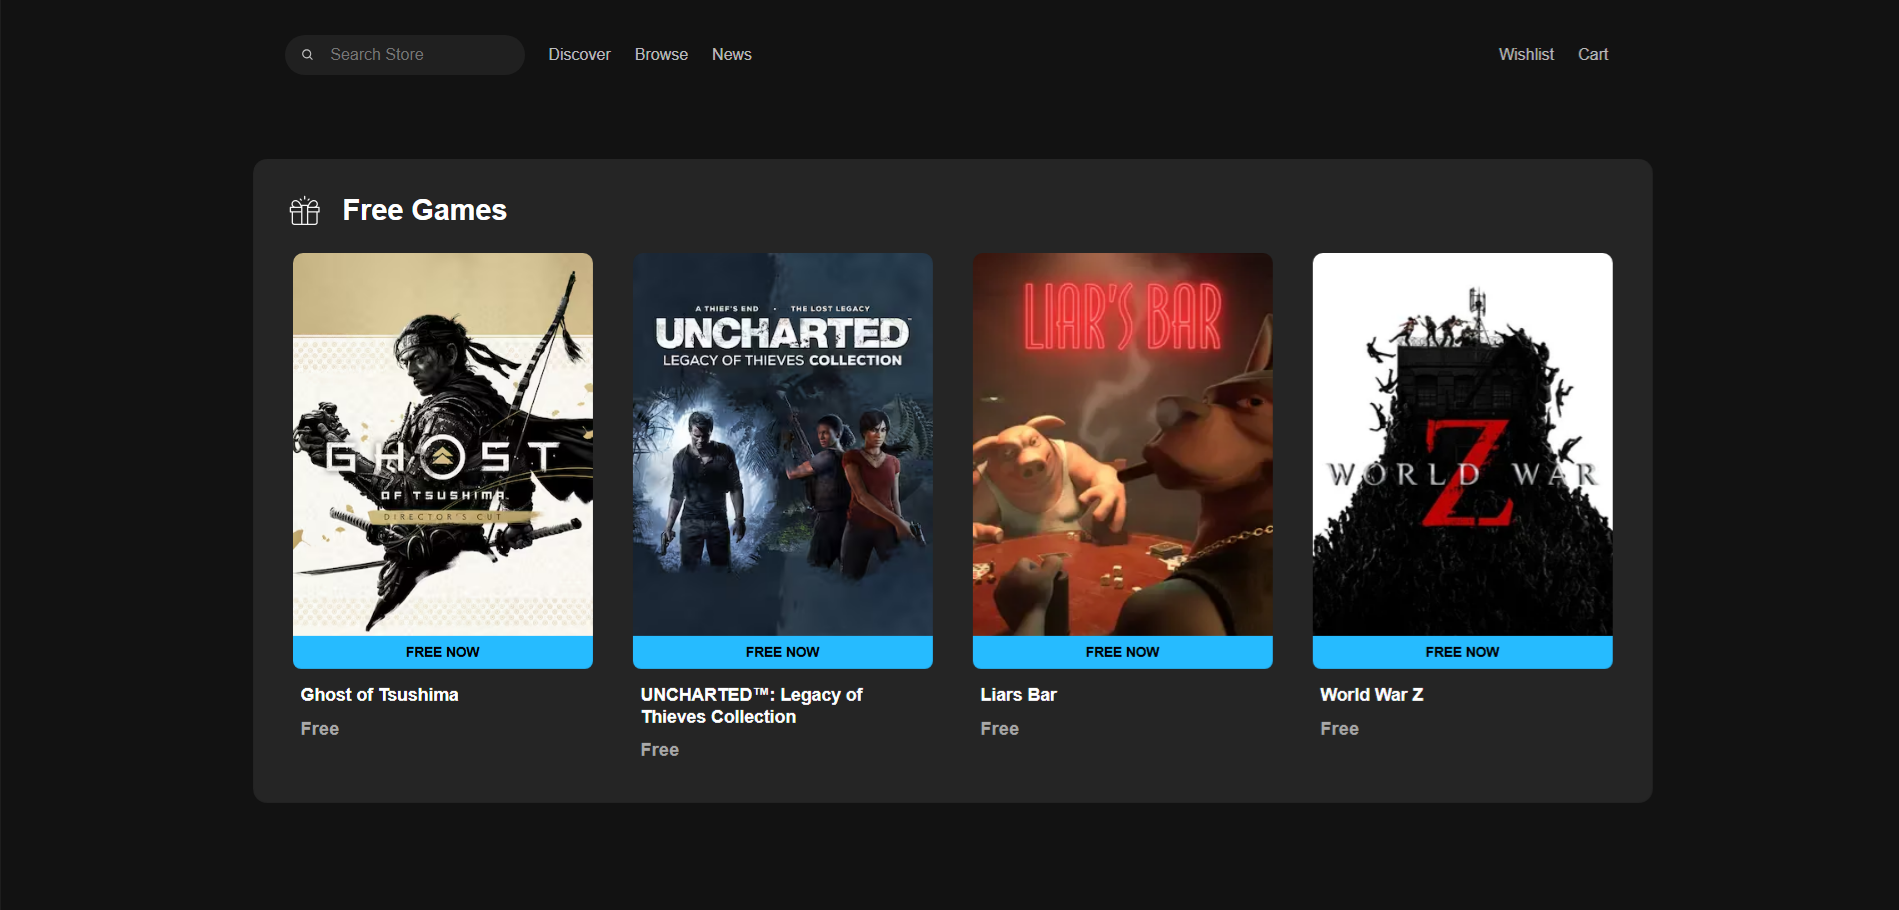 Search Store
Discover
Browse
News
Wishlist
Cart
Free Games
GHOST
OF TSUSHIMA
DIRECTOR'S CUT
FREE NOW
Ghost of Tsushima
Free
A THIEF'S END • THE LOST LEGACY
UNCHARTED™
LEGACY OF THIEVES COLLECTION
FREE NOW
UNCHARTED™: Legacy of
Thieves Collection
Free
LIAR'S BAR
FREE NOW
Liars Bar
Free
WORLD WAR Z
FREE NOW
World War Z
Free